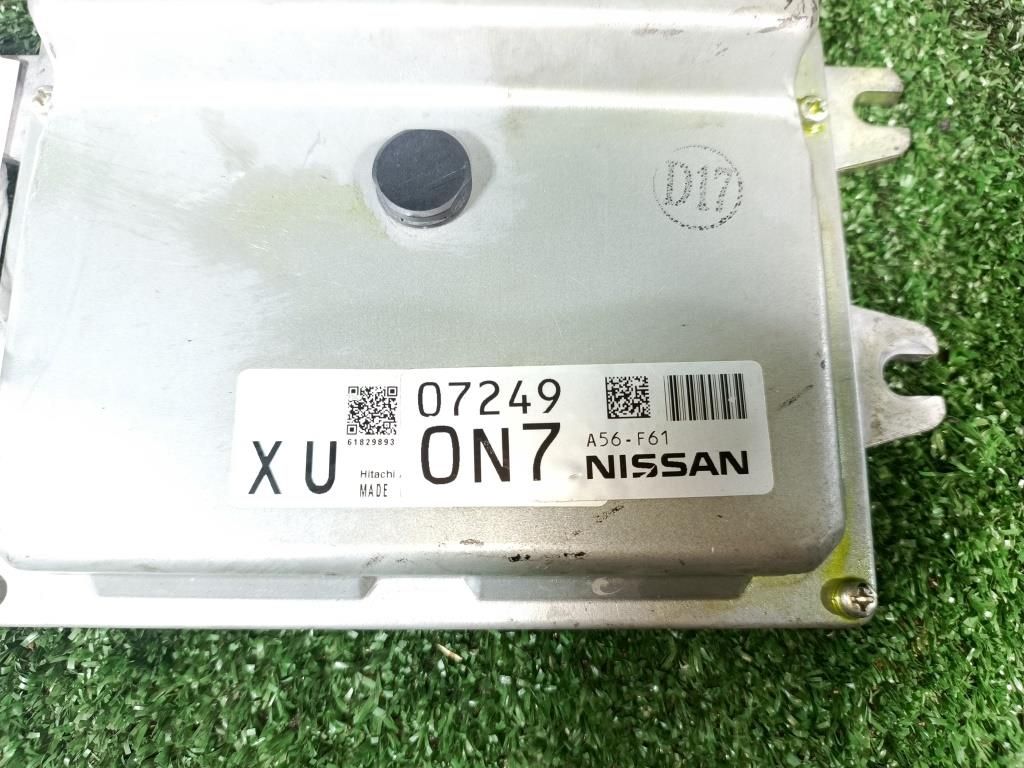 D17
07249
61829893
A56-F61
XU
0N7
NISSAN
Hitachi
MADE